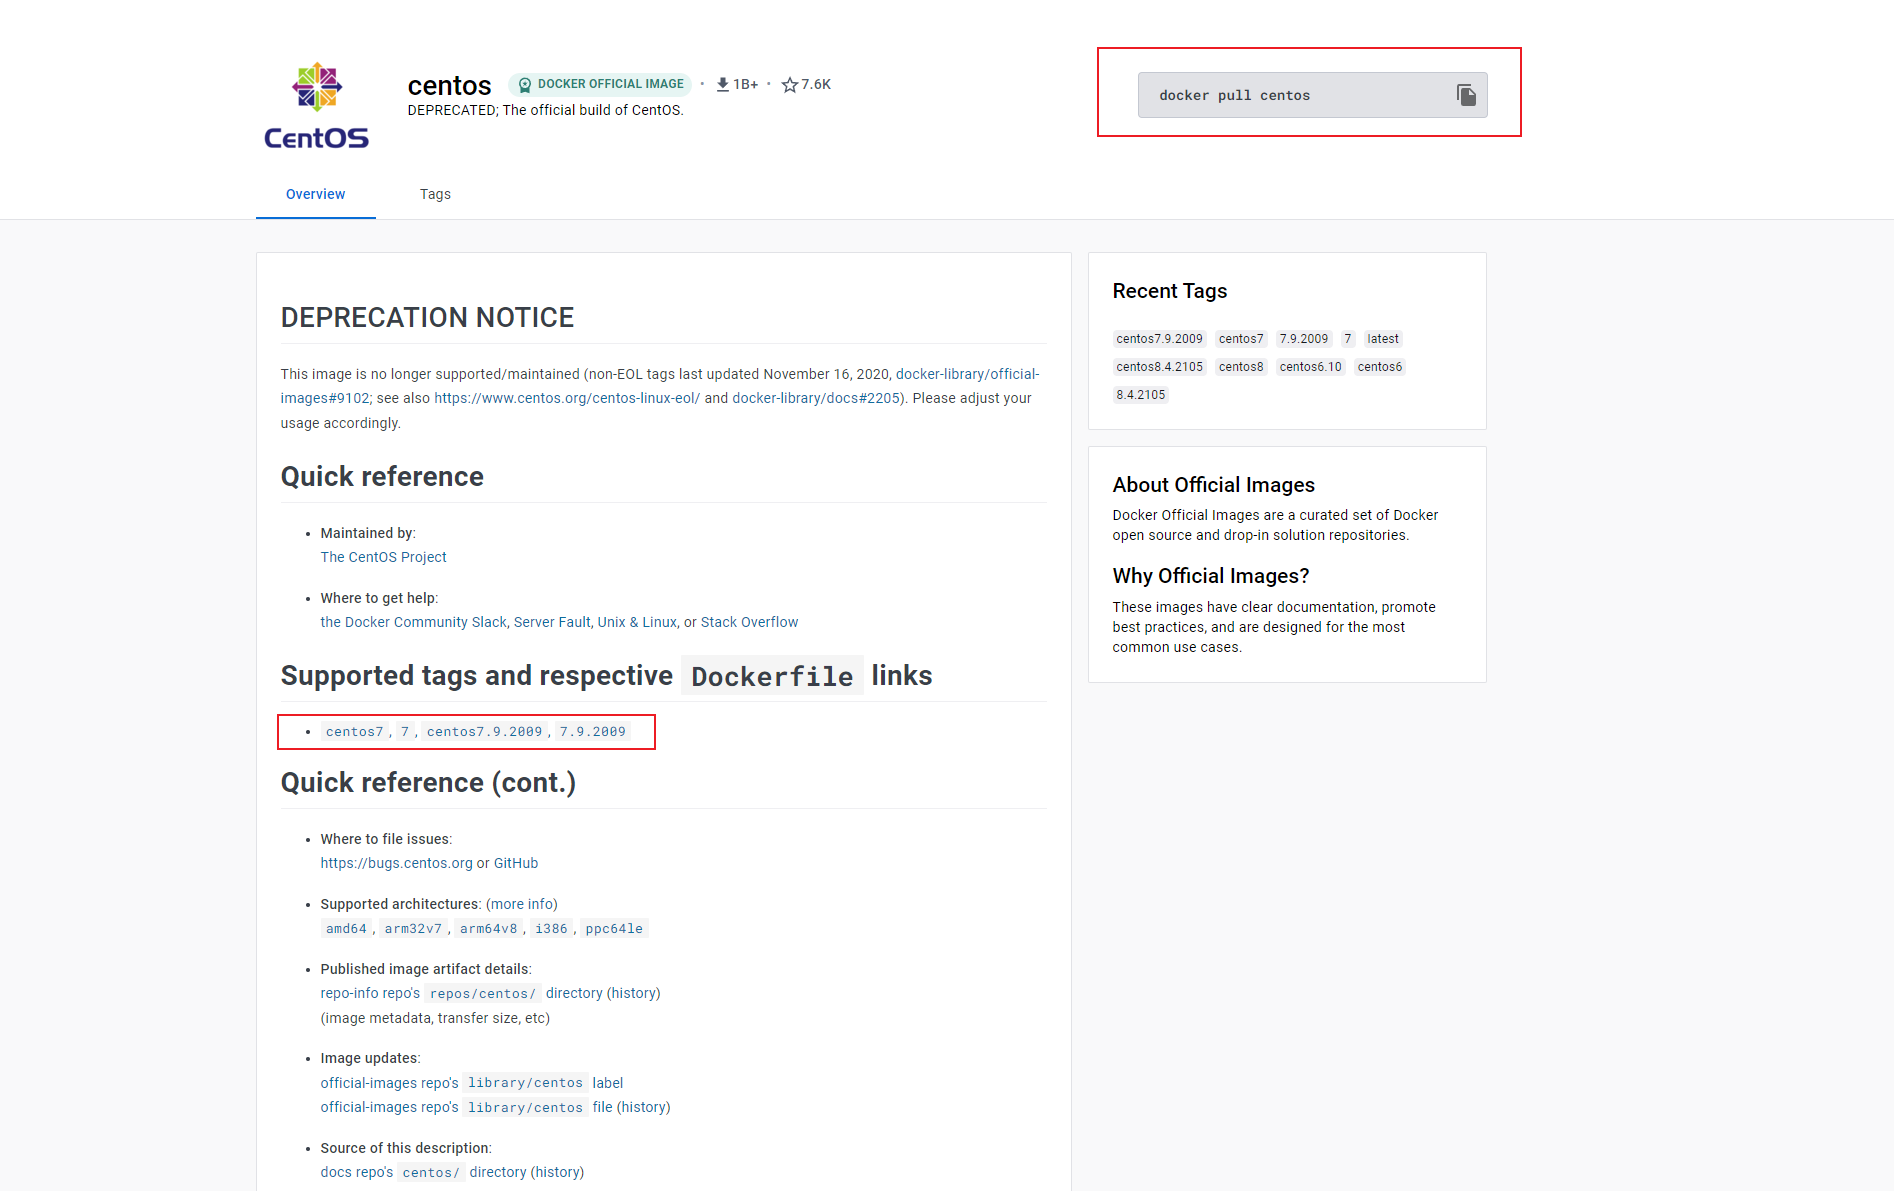 CentOS
centos DOCKER OFFICIAL IMAGE · 1B+ · 7.6K
DEPRECATED; The official build of CentOS.
docker pull centos
Overview Tags
DEPRECATION NOTICE
This image is no longer supported/maintained (non-EOL tags last updated November 16, 2020, docker-library/official-
images#9102; see also https://www.centos.org/centos-linux-eol/ and docker-library/docs#2205). Please adjust your
usage accordingly.
Quick reference
• Maintained by:
The CentOS Project
• Where to get help:
the Docker Community Slack, Server Fault, Unix & Linux, or Stack Overflow
Supported tags and respective Dockerfile links
• centos7, 7, centos7.9.2009, 7.9.2009
Quick reference (cont.)
• Where to file issues:
https://bugs.centos.org or GitHub
• Supported architectures: (more info)
amd64, arm32v7, arm64v8, i386, ppc64le
• Published image artifact details:
repo-info repo's repos/centos/ directory (history)
(image metadata, transfer size, etc)
• Image updates:
official-images repo's library/centos label
official-images repo's library/centos file (history)
• Source of this description:
docs repo's centos/ directory (history)
Recent Tags
centos7.9.2009 centos7 7.9.2009 7 latest
centos8.4.2105 centos8 centos6.10 centos6
8.4.2105
About Official Images
Docker Official Images are a curated set of Docker
open source and drop-in solution repositories.
Why Official Images?
These images have clear documentation, promote
best practices, and are designed for the most
common use cases.